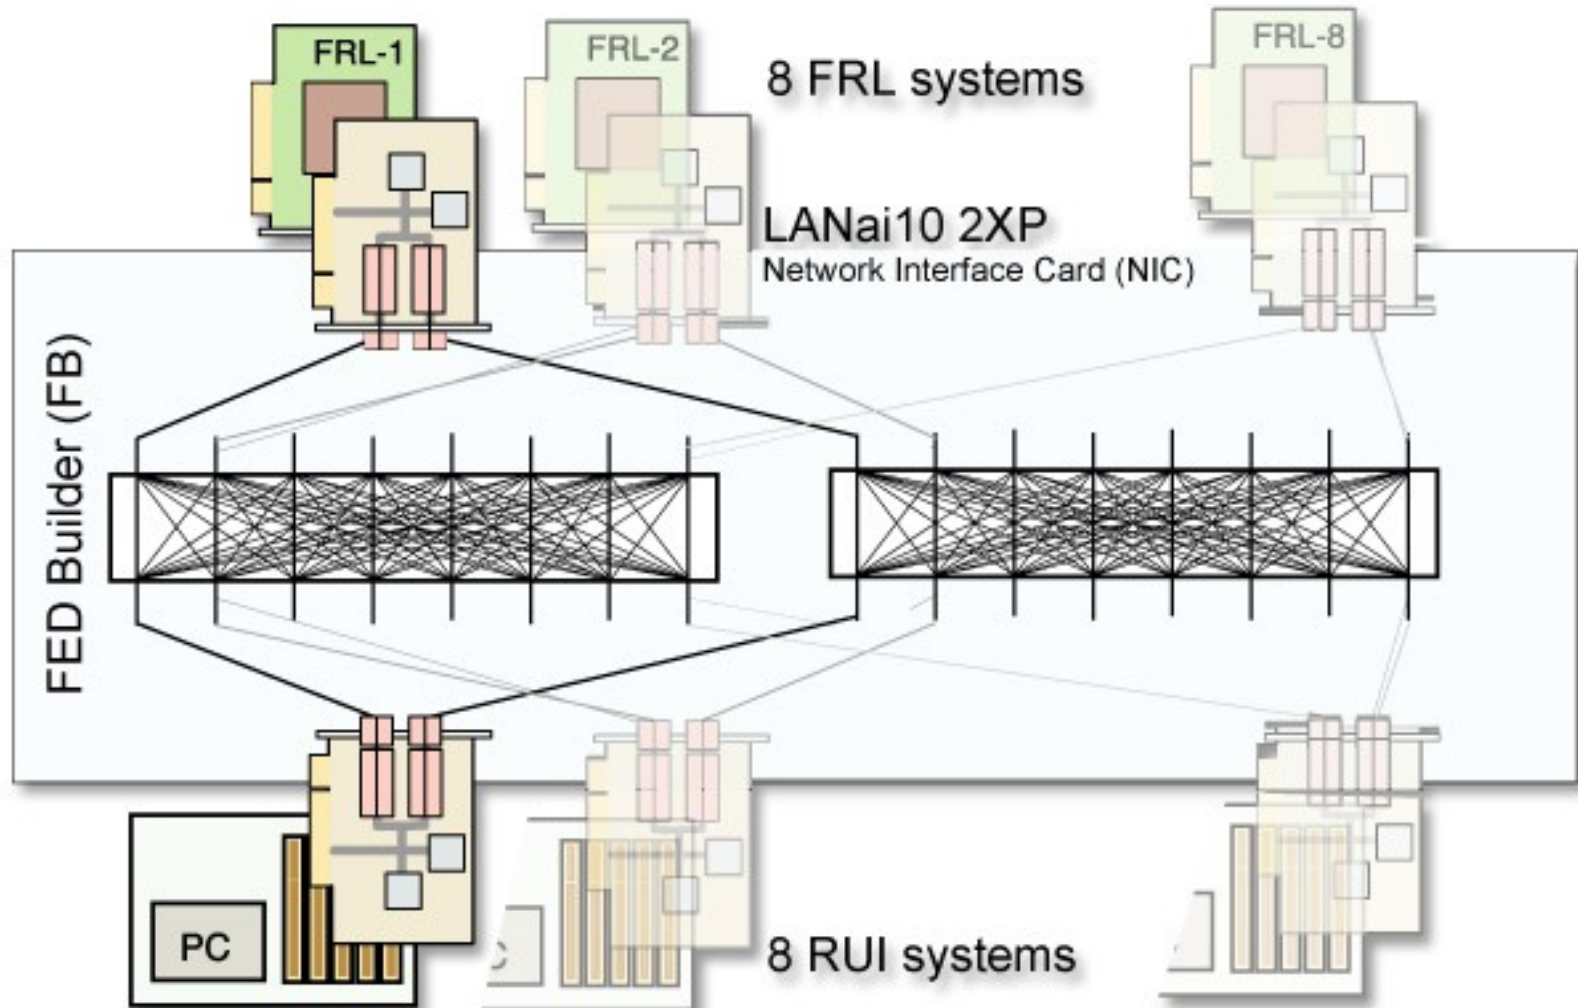 FRL-1
FRL-2
FRL-8
8 FRL systems
LANai10 2XP
Network Interface Card (NIC)
FED Builder (FB)
PC
C
8 RUI systems